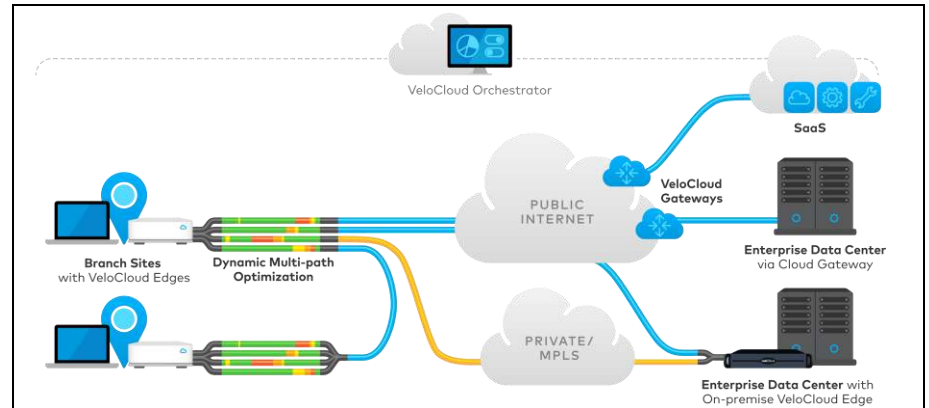 VeloCloud Orchestrator
SaaS
VeloCloud
Gateways
PUBLIC
INTERNET
Enterprise Data Center
via Cloud Gateway
Branch Sites
with VeloCloud Edges
Dynamic Multi-path
Optimization
PRIVATE/
MPLS
Enterprise Data Center with
On-premise VeloCloud Edge